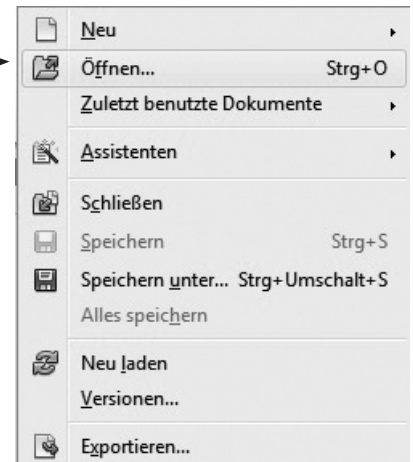 Neu
Öffnen... Strg+O
Zuletzt benutzte Dokumente
Assistenten
Schließen
Speichern Strg+S
Speichern unter... Strg+Umschalt+S
Alles speichern
Neu laden
Versionen...
Exportieren...